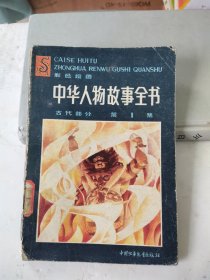 S
CAISE HUITU
ZHONGHUA RENWU GUSHI QUANSHU
彩色绘图
中华人物故事全书
古代部分 第1集
中国少年儿童出版社